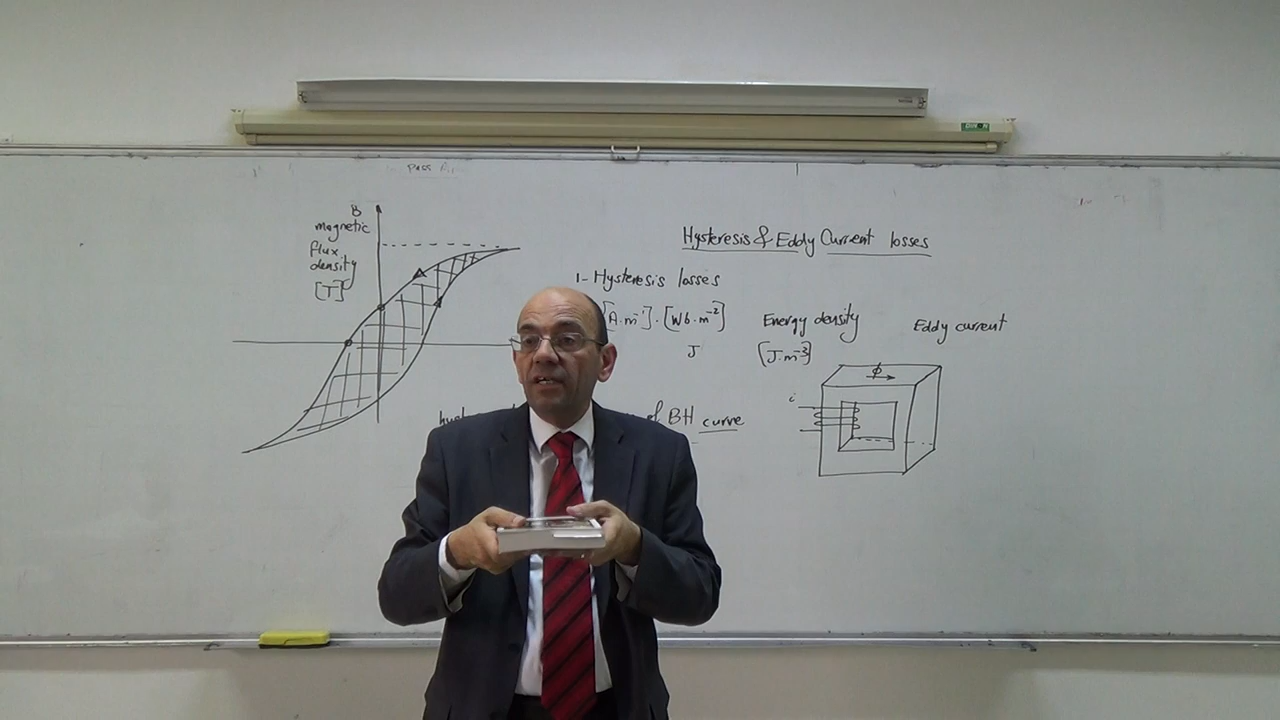 Pass
B
magnetic
flux
density
[T]
Hysteresis & Eddy Current losses
1- Hysteresis losses
[A.m⁻¹] . [Wb.m⁻²]
J
Energy density
[J.m⁻³]
Eddy current
ϕ
i
of BH curve